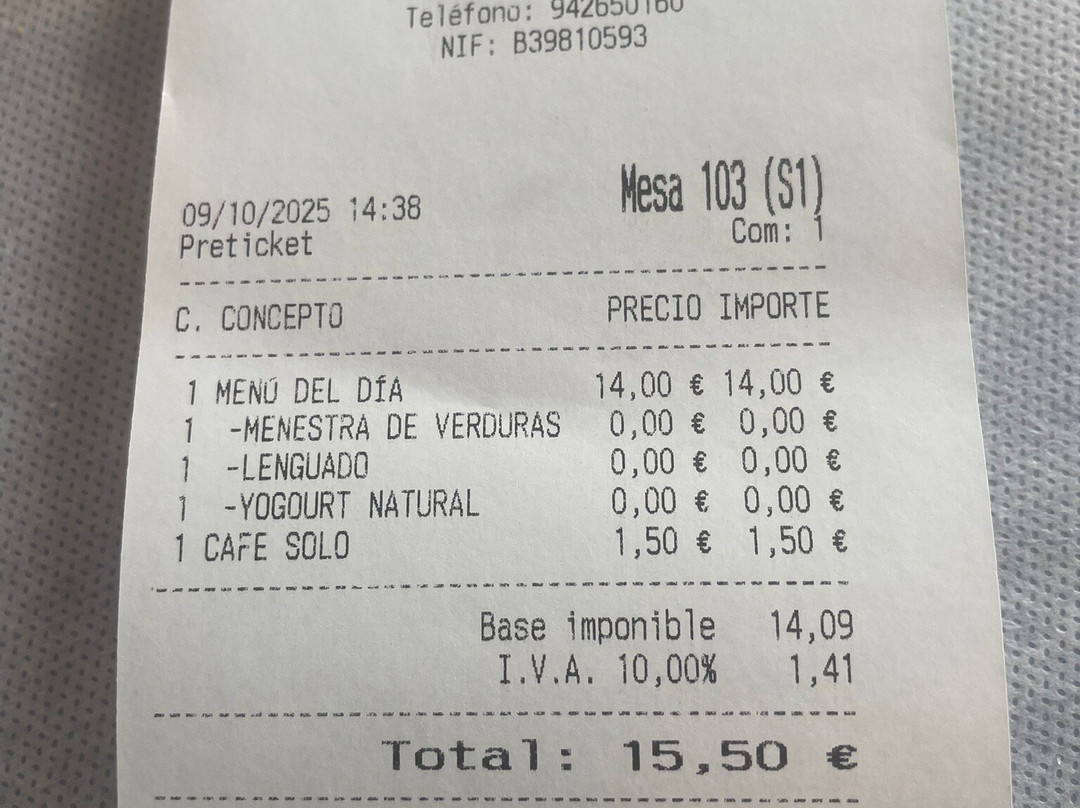 Teléfono: 942650160
NIF: B39810593
Mesa 103 (S1)
09/10/2025 14:38
Com: 1
Preticket
C. CONCEPTO PRECIO IMPORTE
1 MENÚ DEL DÍA 14,00 € 14,00 €
1 -MENESTRA DE VERDURAS 0,00 € 0,00 €
1 -LENGUADO 0,00 € 0,00 €
1 -YOGOURT NATURAL 0,00 € 0,00 €
1 CAFE SOLO 1,50 € 1,50 €
Base imponible 14,09
I.V.A. 10,00% 1,41
Total: 15,50 €